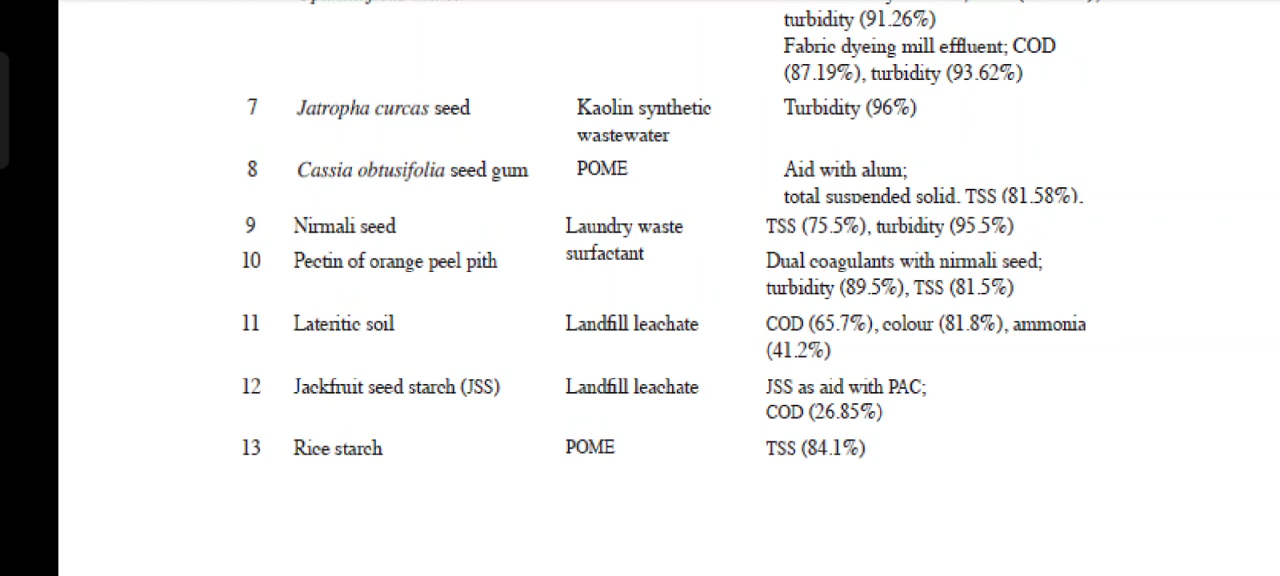 turbidity (91.26%)
Fabric dyeing mill effluent; COD
(87.19%), turbidity (93.62%)
7 Jatropha curcas seed Kaolin synthetic Turbidity (96%)
wastewater
8 Cassia obtusifolia seed gum POME Aid with alum;
total suspended solid, TSS (81.58%),
9 Nirmali seed Laundry waste TSS (75.5%), turbidity (95.5%)
surfactant
10 Pectin of orange peel pith Dual coagulants with nirmali seed;
turbidity (89.5%), TSS (81.5%)
11 Lateritic soil Landfill leachate COD (65.7%), colour (81.8%), ammonia
(41.2%)
12 Jackfruit seed starch (JSS) Landfill leachate JSS as aid with PAC;
COD (26.85%)
13 Rice starch POME TSS (84.1%)